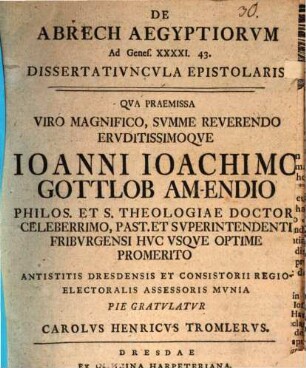 30.
DE
ABRECH AEGYPTIORVM
Ad Genes. XXXXI. 43.
DISSERTATIVNCVLA EPISTOLARIS
QVA PRAEMISSA
VIRO MAGNIFICO, SVMME REVERENDO
ERVDITISSIMOQVE
IOANNI IOACHIMO
GOTTLOB AM-ENDIO
PHILOS. ET S. THEOLOGIAE DOCTOR
CELEBERRIMO, PAST. ET SVPERINTENDENTI
FRIBVRGENSI HVC VSQVE OPTIME
PROMERITO
ANTISTITIS DRESDENSIS ET CONSISTORII REGIO-
ELECTORALIS ASSESSORIS MVNIA
PIE GRATVLATVR
CAROLVS HENRICVS TROMLERVS.
DRESDAE
EX HARPETERIANA.